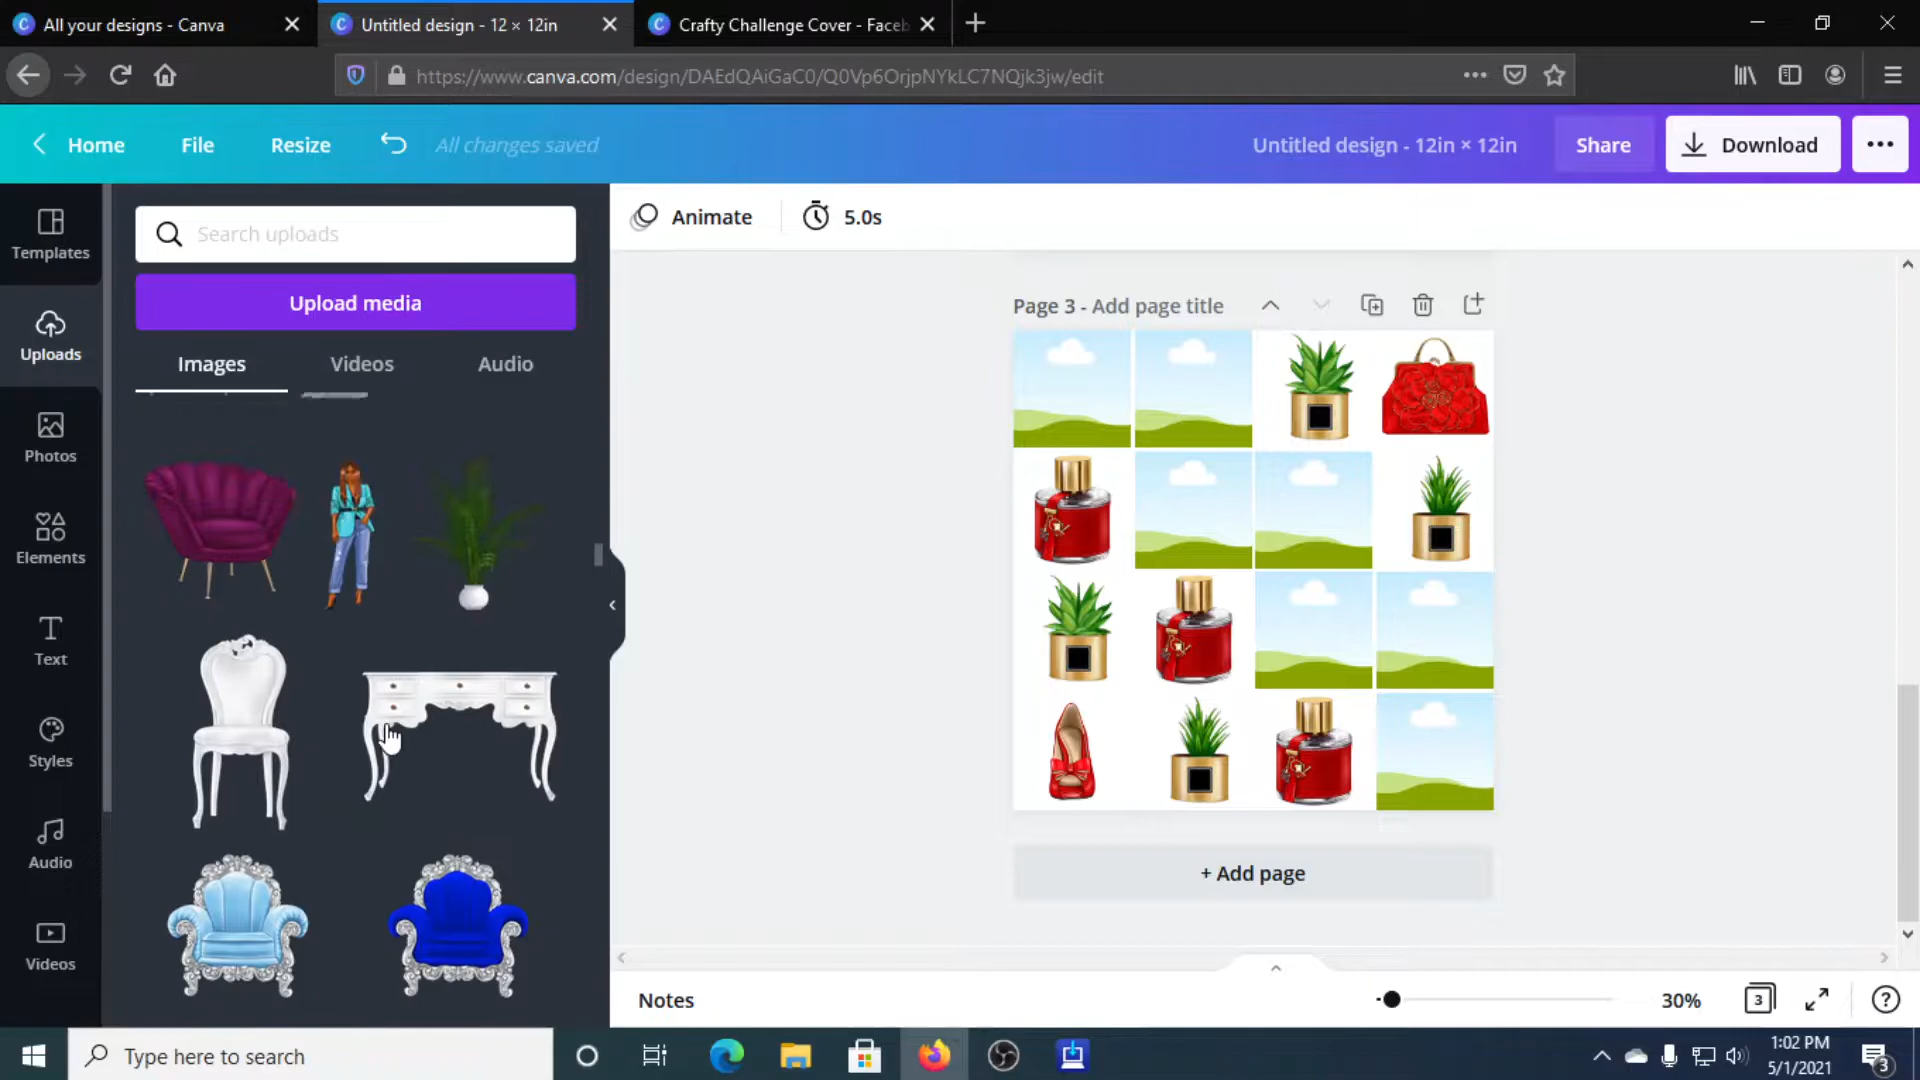 All your designs - Canva
Untitled design - 12 × 12in
Crafty Challenge Cover - Faceb
https://www.canva.com/design/DAEdQAiGaC0/Q0Vp6OrjpNYkLC7NQjk3jw/edit
Home
File
Resize
All changes saved
Untitled design - 12in × 12in
Share
Download
Templates
Uploads
Photos
Elements
Text
Styles
Audio
Videos
Search uploads
Upload media
Images
Videos
Audio
Animate
5.0s
Page 3 - Add page title
+ Add page
Notes
30%
3
?
Type here to search
1:02 PM
5/1/2021
3